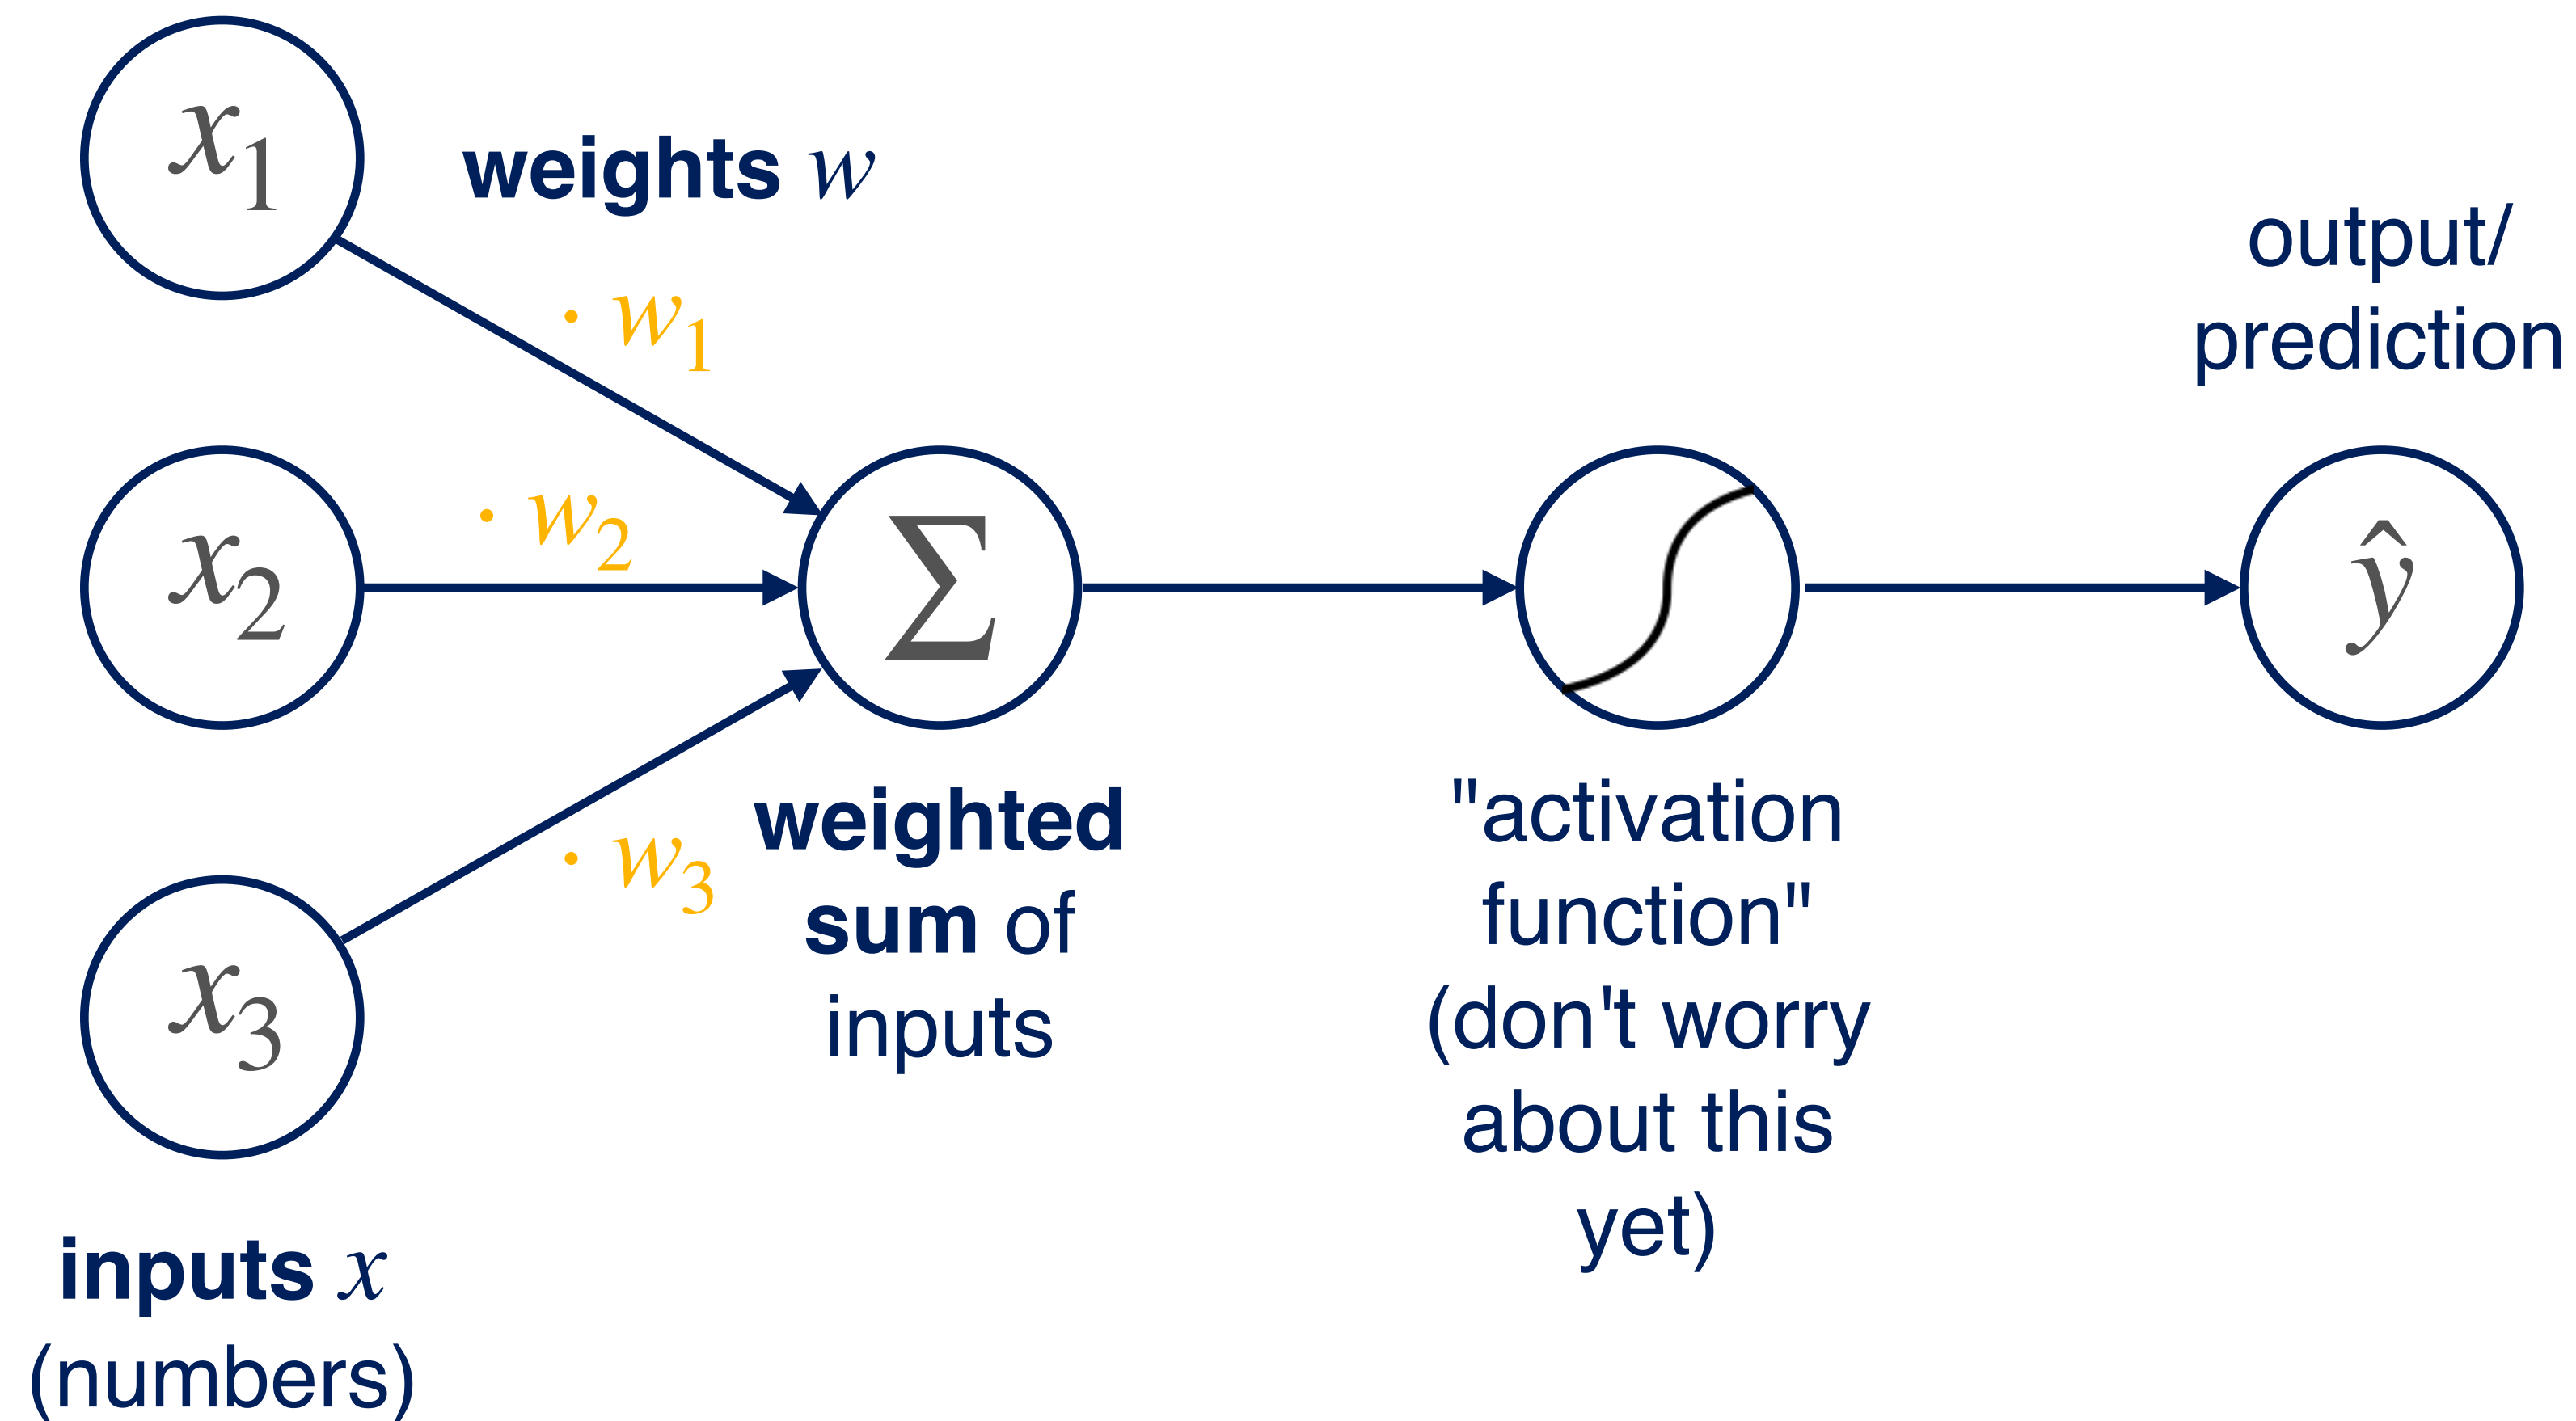 x₁
weights w
· w₁
output/
prediction
x₂
· w₂
∑
ŷ
x₃
· w₃
weighted
sum of
inputs
"activation
function"
(don't worry
about this
yet)
inputs x
(numbers)